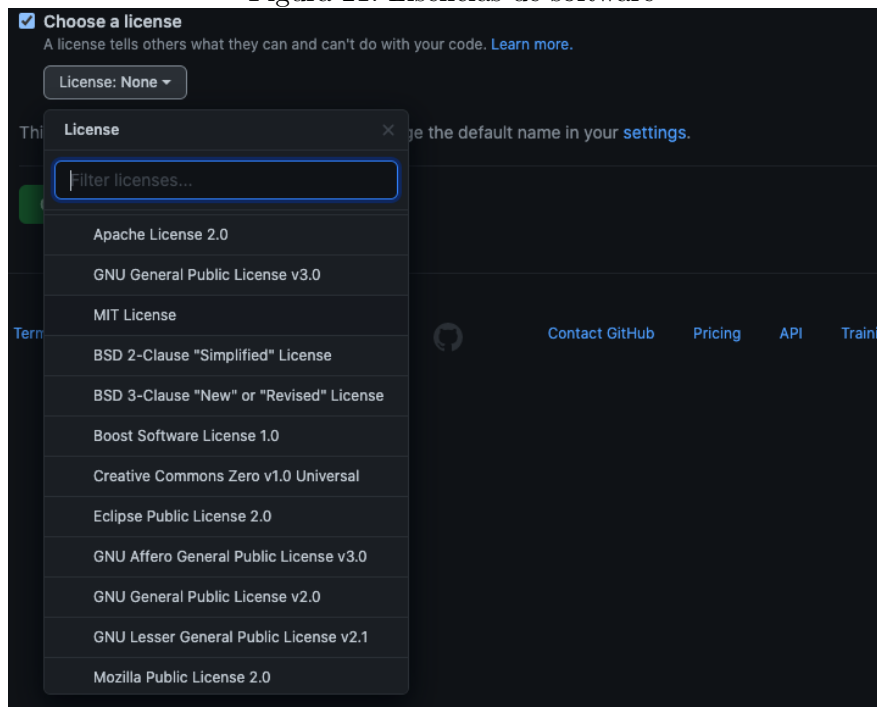 Choose a license
A license tells others what they can and can't do with your code. Learn more.
License: None
Thi
License
ge the default name in your settings.
Filter licenses...
Apache License 2.0
GNU General Public License v3.0
MIT License
Term
Contact GitHub Pricing API Traini
BSD 2-Clause "Simplified" License
BSD 3-Clause "New" or "Revised" License
Boost Software License 1.0
Creative Commons Zero v1.0 Universal
Eclipse Public License 2.0
GNU Affero General Public License v3.0
GNU General Public License v2.0
GNU Lesser General Public License v2.1
Mozilla Public License 2.0